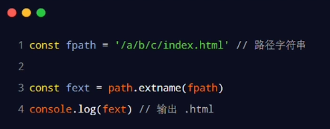 1 const fpath = '/a/b/c/index.html' // 路径字符串
2
3 const fext = path.extname(fpath)
4 console.log(fext) // 输出 .html